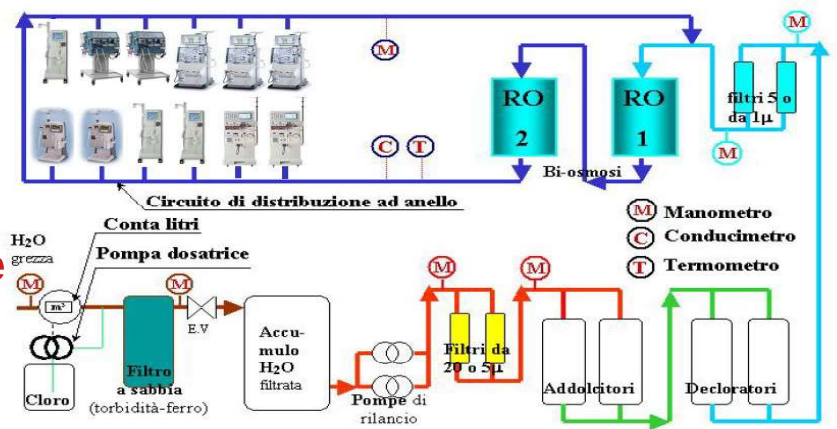 M
M
RO
2
RO
1
filtri 5 o
da 1µ
M
C
T
Bi-osmosi
Circuito di distribuzione ad anello
M Manometro
C Conducimetro
T Termometro
Conta litri
H2O
grezza
Pompa dosatrice
e
M
m³
M
E.V
M
M
Cloro
Filtro
a sabbia
(torbidità-ferro)
Accu-
mulo
H2O
filtrata
Pompe di
rilancio
Filtri da
20 o 5µ
Addolcitori
Decloratori